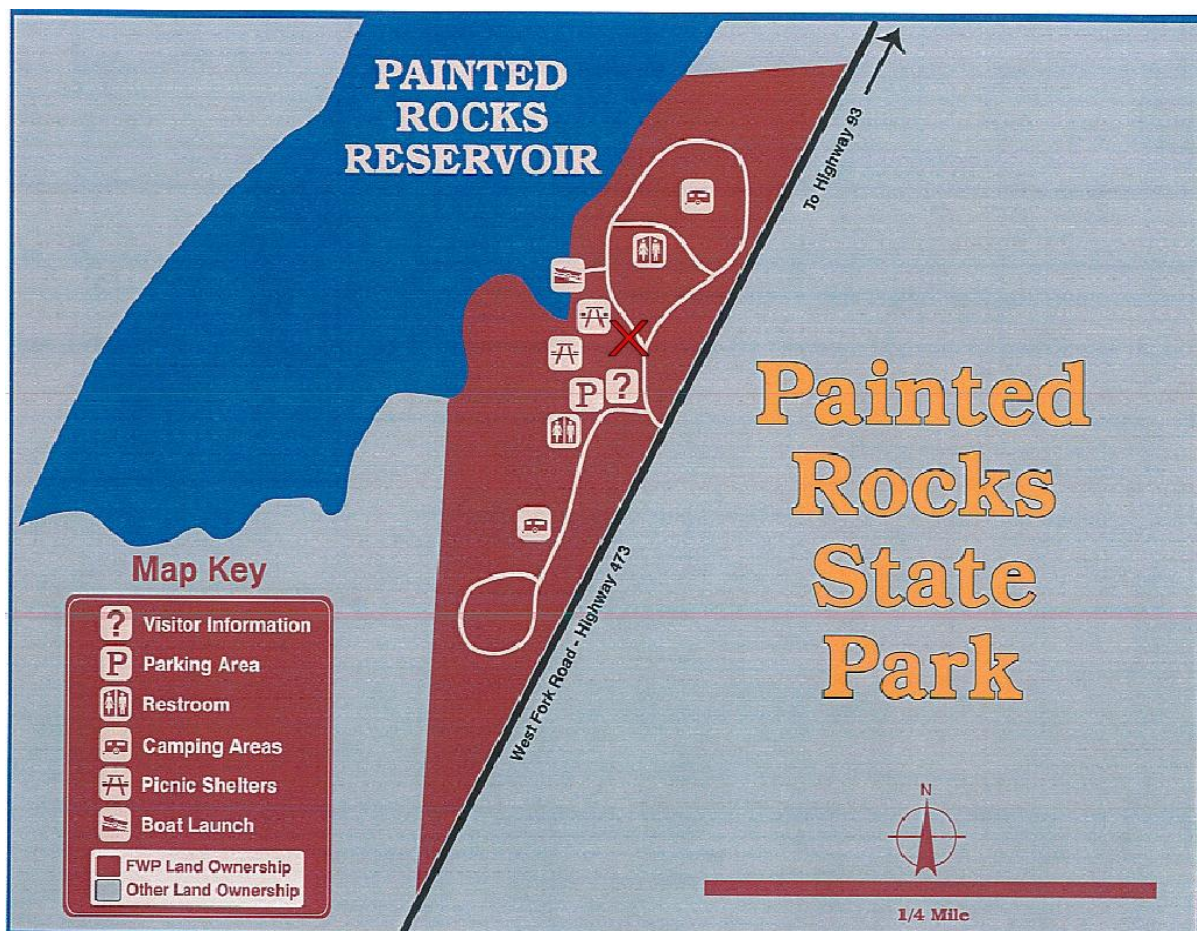 PAINTED
ROCKS
RESERVOIR
To Highway 93
P
?
Painted
Rocks
State
Park
West Fork Road - Highway 473
Map Key
? Visitor Information
P Parking Area
Restroom
Camping Areas
Picnic Shelters
Boat Launch
FWP Land Ownership
Other Land Ownership
N
1/4 Mile